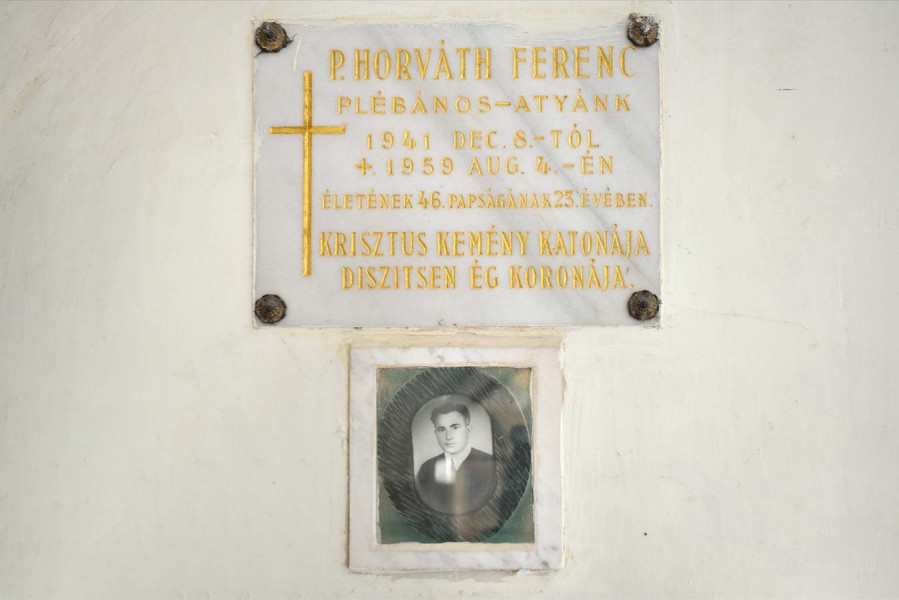 P. HORVÁTH FERENC
PLÉBÁNOS-ATYÁNK
1941 DEC. 8.-TÓL
+. 1959 AUG. 4.-ÉN
ÉLETÉNEK 46. PAPSÁGÁNAK 23. ÉVÉBEN.
KRISZTUS KEMÉNY KATONÁJA
DISZITSEN ÉG KORONÁJA.